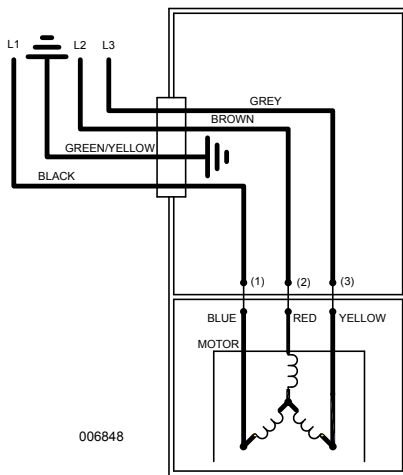 L1 L2 L3
GREY
BROWN
GREEN/YELLOW
BLACK
(1) (2) (3)
BLUE RED YELLOW
MOTOR
006848